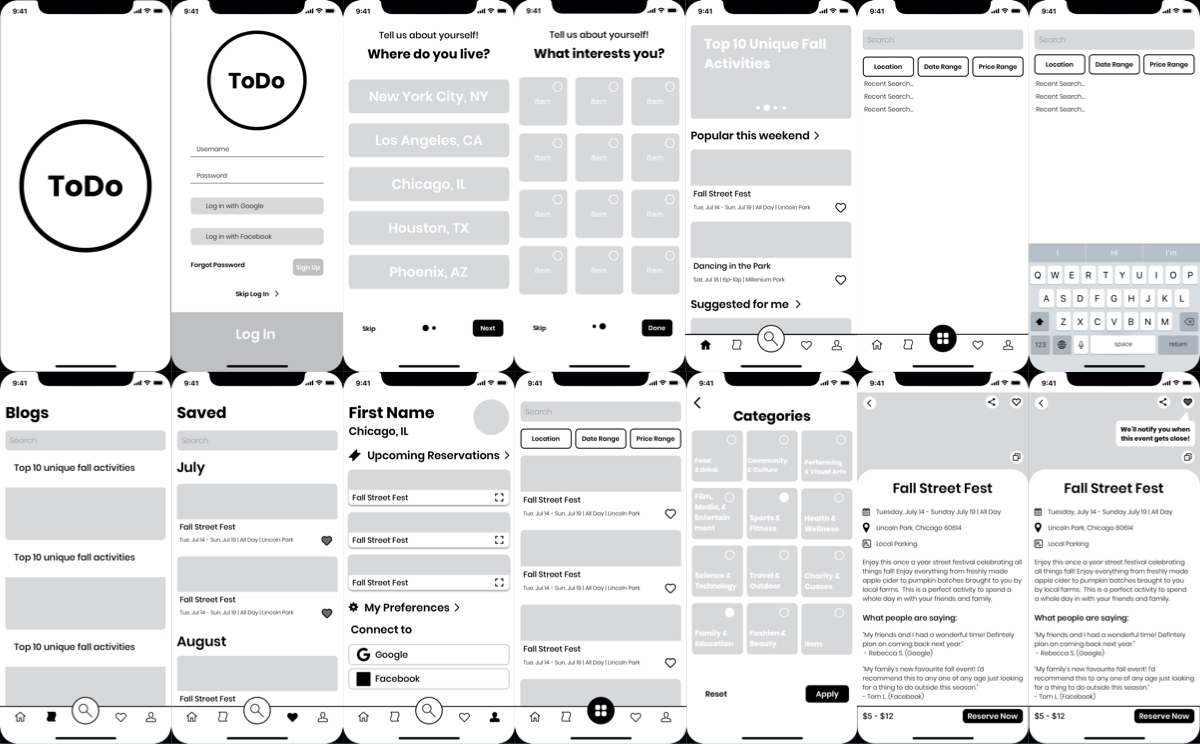 9:41
ToDo
9:41
ToDo
Username
Password
Log in with Google
Log in with Facebook
Forgot Password
Sign Up
Skip Log In
Log In
9:41
Tell us about yourself!
Where do you live?
New York City, NY
Los Angeles, CA
Chicago, IL
Houston, TX
Phoenix, AZ
Skip
Next
9:41
Tell us about yourself!
What interests you?
Item Item Item
Item Item Item
Item Item Item
Item Item Item
Skip
Done
9:41
Top 10 Unique Fall
Activities
Popular this weekend
Fall Street Fest
Tue, Jul 14 - Sun, Jul 19 | All Day | Lincoln Park
Dancing in the Park
Sat, Jul 18 | 6p-10p | Millenium Park
Suggested for me
9:41
Search
Location Date Range Price Range
Recent Search...
Recent Search...
Recent Search...
9:41
Search
Location Date Range Price Range
Recent Search...
Recent Search...
Recent Search...
I Hi I'm
Q W E R T Y U I O P
A S D F G H J K L
Z X C V B N M
123 space return
9:41
Blogs
Search
Top 10 unique fall activities
Top 10 unique fall activities
Top 10 unique fall activities
9:41
Saved
Search
July
Fall Street Fest
Tue, Jul 14 - Sun, Jul 19 | All Day | Lincoln Park
Fall Street Fest
Tue, Jul 14 - Sun, Jul 19 | All Day | Lincoln Park
August
Fall Street Fest
9:41
First Name
Chicago, IL
Upcoming Reservations
Fall Street Fest
Fall Street Fest
Fall Street Fest
My Preferences
Connect to
Google
Facebook
9:41
Search
Location Date Range Price Range
Fall Street Fest
Tue, Jul 14 - Sun, Jul 19 | All Day | Lincoln Park
Fall Street Fest
Tue, Jul 14 - Sun, Jul 19 | All Day | Lincoln Park
Fall Street Fest
Tue, Jul 14 - Sun, Jul 19 | All Day | Lincoln Park
9:41
Categories
Food
& Drink
Community
& Culture
Performing
& Visual Arts
Film,
Media, &
Entertain
ment
Sports &
Fitness
Health &
Wellness
Science &
Technology
Travel &
Outdoor
Charity &
Causes
Family &
Education
Fashion &
Beauty
Item
Reset
Apply
9:41
Fall Street Fest
Tuesday, July 14 - Sunday, July 19 | All Day
Lincoln Park, Chicago 60614
Local Parking
Enjoy this once a year street festival celebrating
all things fall! Enjoy everything from freshly made
apple cider to pumpkin batches brought to you by
local farms. This is a perfect activity to spend a
whole day in with your friends and family.
What people are saying:
"My friends and I had a wonderful time! Defintely
plan on coming back next year."
- Rebecca S. (Google)
"My family's new favourite fall event! I'd
recommend this to any of any age just looking
for a thing to do outside this season."
- Tom L. (Facebook)
$5 - $12
Reserve Now
9:41
We'll notify you when
this event gets close!
Fall Street Fest
Tuesday, July 14 - Sunday, July 19 | All Day
Lincoln Park, Chicago 60614
Local Parking
Enjoy this once a year street festival celebrating
all things fall! Enjoy everything from freshly made
apple cider to pumpkin batches brought to you by
local farms. This is a perfect activity to spend a
whole day in with your friends and family.
What people are saying:
"My friends and I had a wonderful time! Defintely
plan on coming back next year."
- Rebecca S. (Google)
"My family's new favourite fall event! I'd
recommend this to any of any age just looking
for a thing to do outside this season."
- Tom L. (Facebook)
$5 - $12
Reserve Now